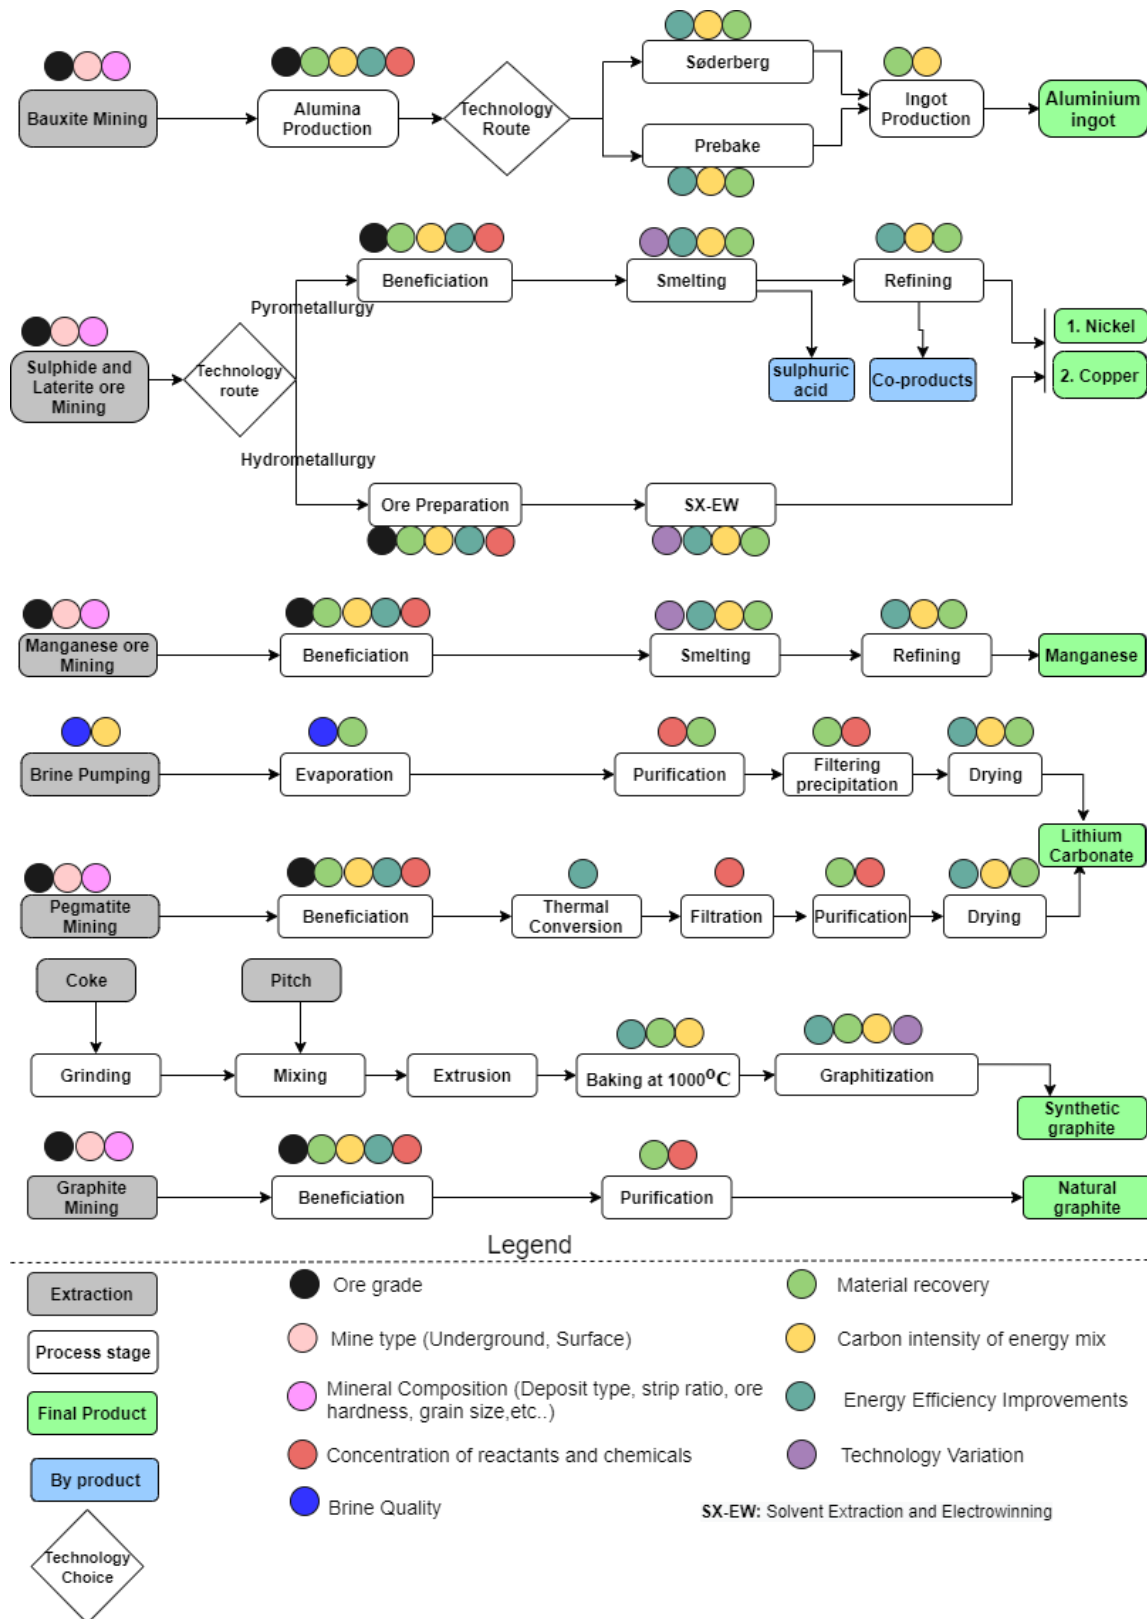 Bauxite Mining
Alumina
Production
Technology
Route
Søderberg
Prebake
Ingot
Production
Aluminium
ingot
Sulphide and
Laterite ore
Mining
Technology
route
Pyrometallurgy
Hydrometallurgy
Beneficiation
Smelting
Refining
sulphuric
acid
Co-products
1. Nickel
2. Copper
Ore Preparation
SX-EW
Manganese ore
Mining
Beneficiation
Smelting
Refining
Manganese
Brine Pumping
Evaporation
Purification
Filtering
precipitation
Drying
Lithium
Carbonate
Pegmatite
Mining
Beneficiation
Thermal
Conversion
Filtration
Purification
Drying
Coke
Pitch
Grinding
Mixing
Extrusion
Baking at 1000⁰C
Graphitization
Synthetic
graphite
Graphite
Mining
Beneficiation
Purification
Natural
graphite
Legend
Extraction
Process stage
Final Product
By product
Technology
Choice
Ore grade
Mine type (Underground, Surface)
Mineral Composition (Deposit type, strip ratio, ore
hardness, grain size,etc..)
Concentration of reactants and chemicals
Brine Quality
Material recovery
Carbon intensity of energy mix
Energy Efficiency Improvements
Technology Variation
SX-EW: Solvent Extraction and Electrowinning